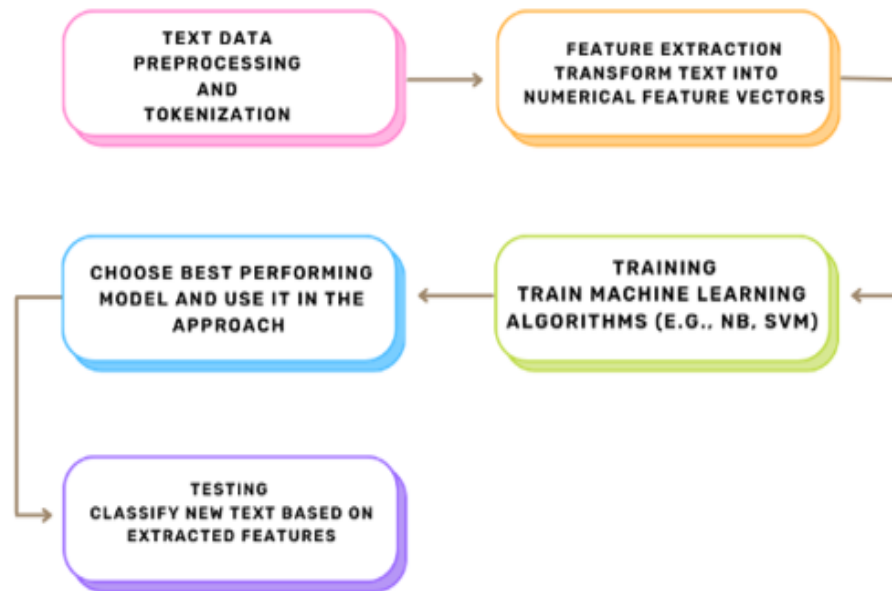 TEXT DATA
PREPROCESSING
AND
TOKENIZATION
FEATURE EXTRACTION
TRANSFORM TEXT INTO
NUMERICAL FEATURE VECTORS
TRAINING
TRAIN MACHINE LEARNING
ALGORITHMS (E.G., NB, SVM)
CHOOSE BEST PERFORMING
MODEL AND USE IT IN THE
APPROACH
TESTING
CLASSIFY NEW TEXT BASED ON
EXTRACTED FEATURES